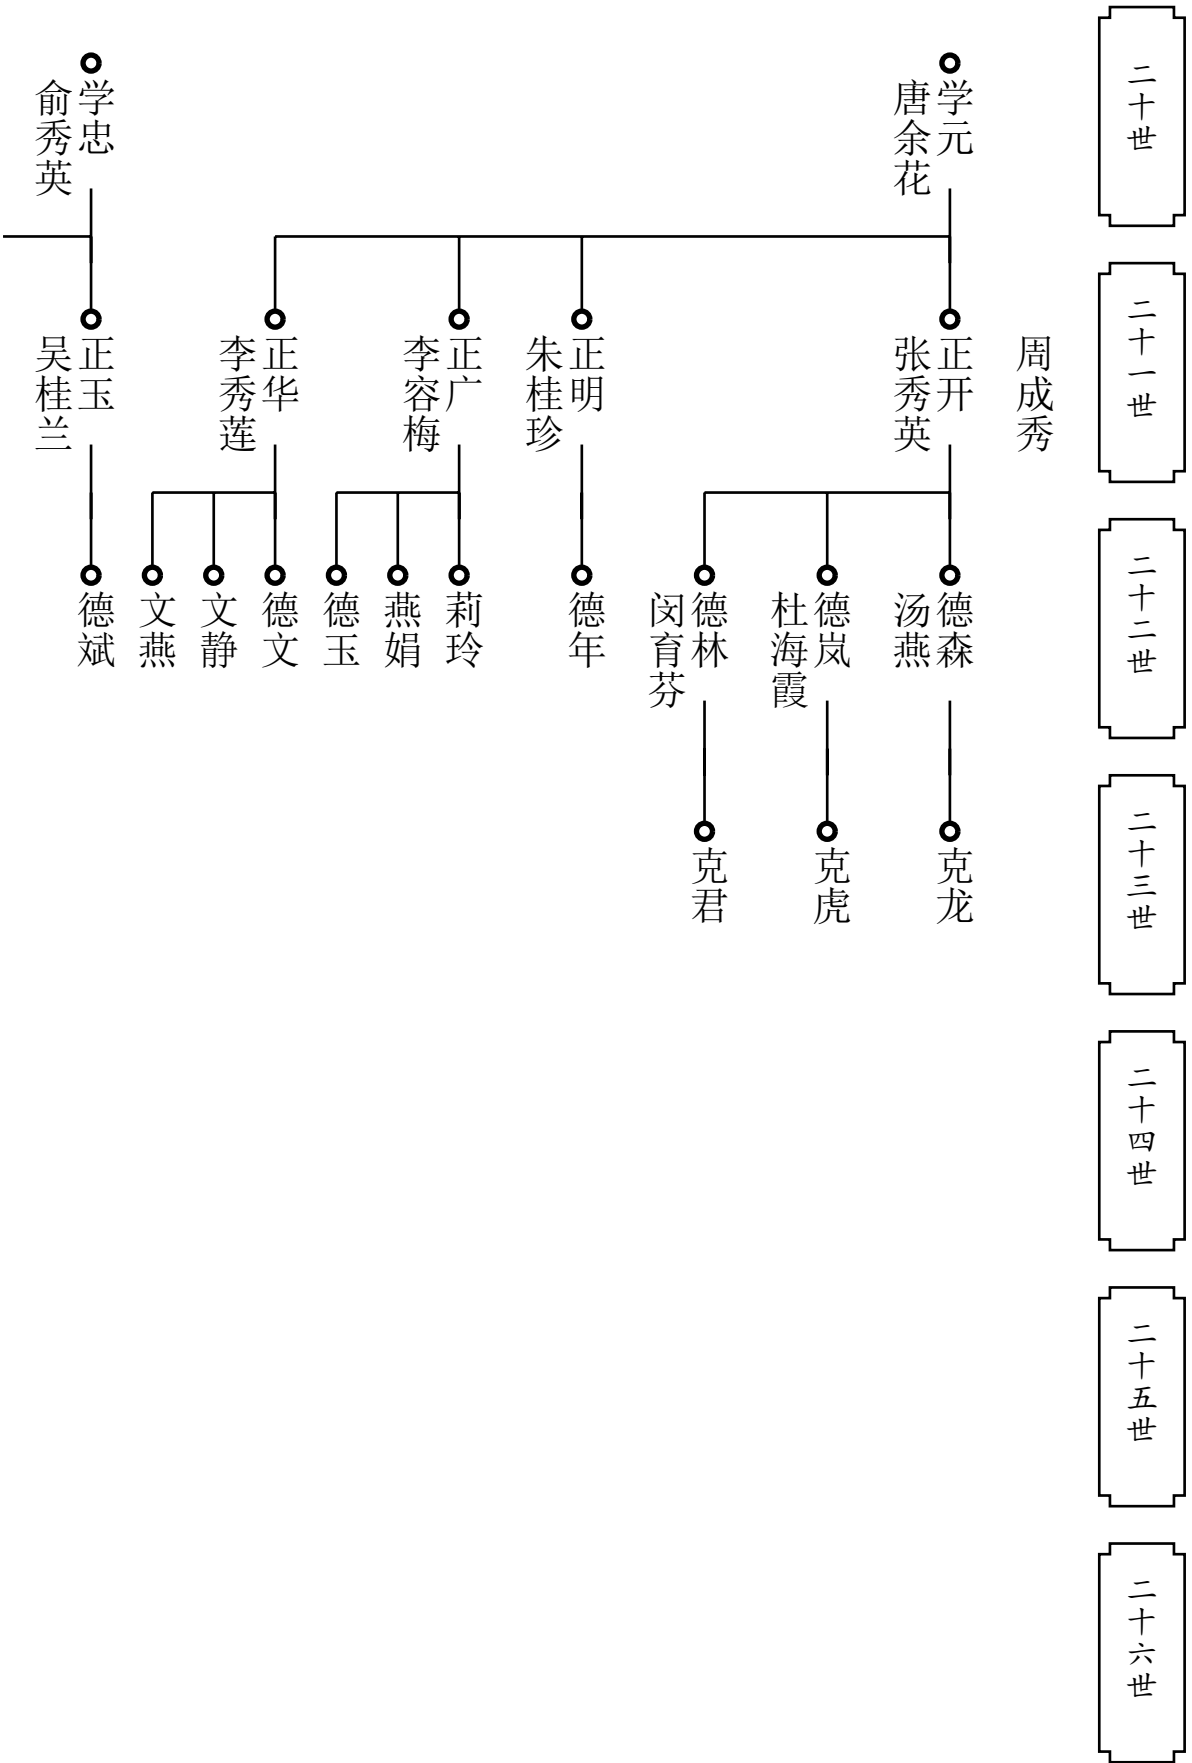 二十世
二十一世
二十二世
二十三世
二十四世
二十五世
二十六世
周成秀
学元
唐余花
正开
张秀英
德森
汤燕
克龙
德岚
杜海霞
克虎
德林
闵育芬
克君
正明
朱桂珍
德年
正广
李容梅
莉玲
燕娟
德玉
正华
李秀莲
德文
文静
文燕
学忠
俞秀英
正玉
吴桂兰
德斌